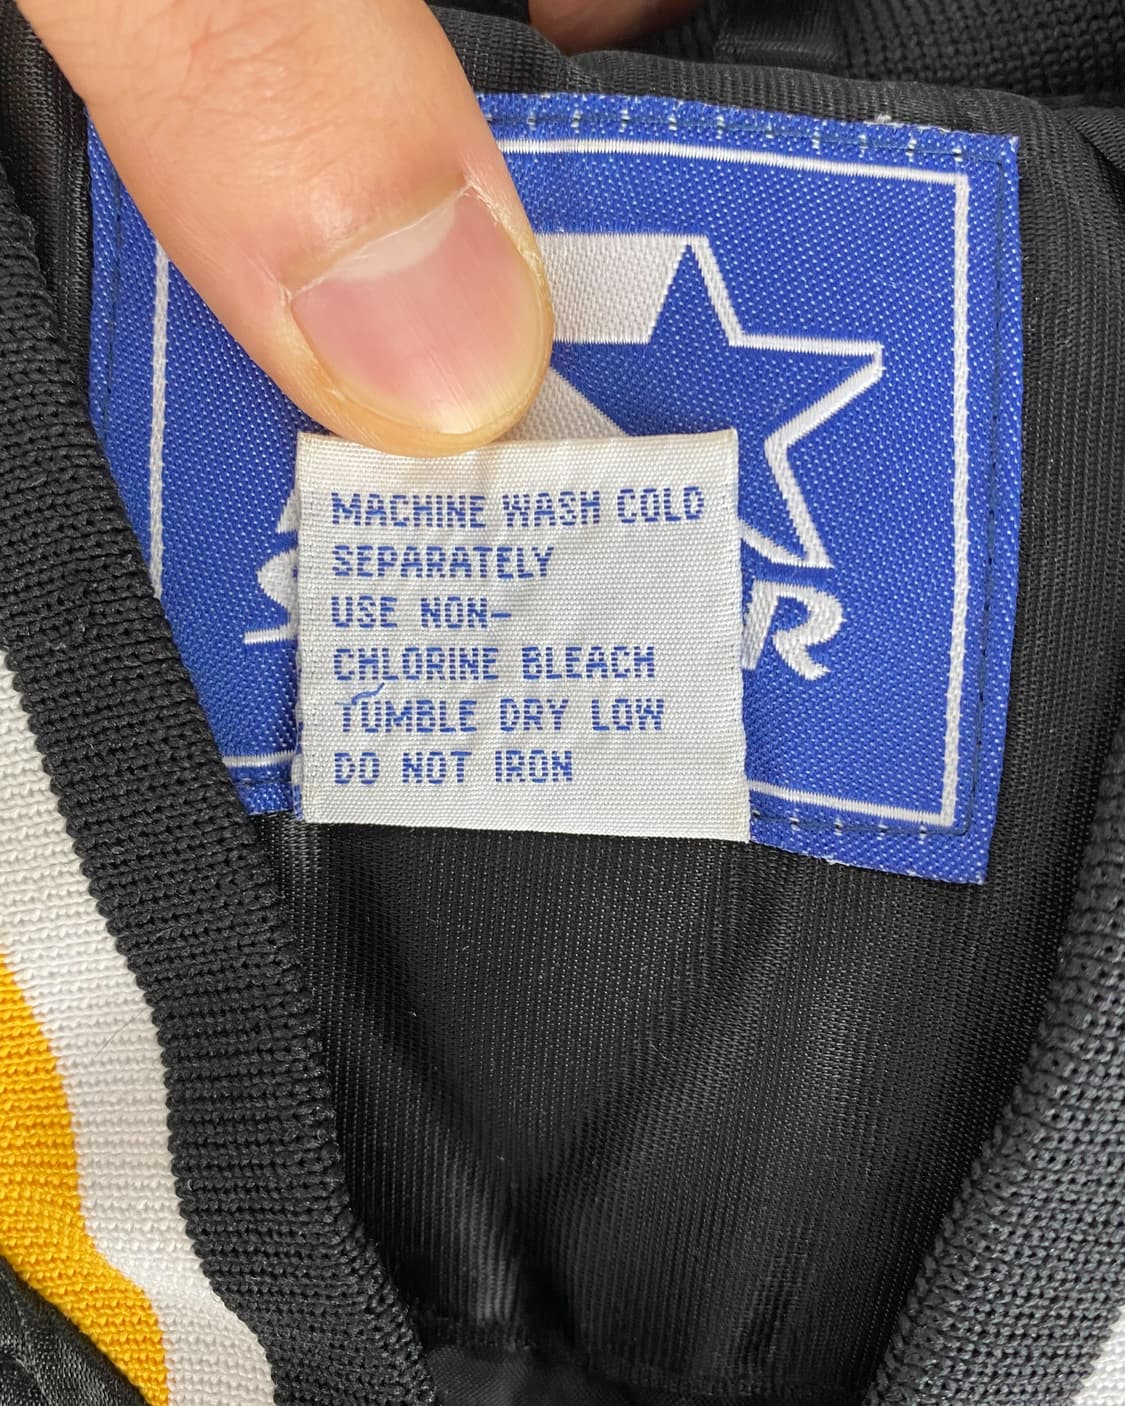 MACHINE WASH COLD
SEPARATELY
USE NON-
CHLORINE BLEACH
TUMBLE DRY LOW
DO NOT IRON